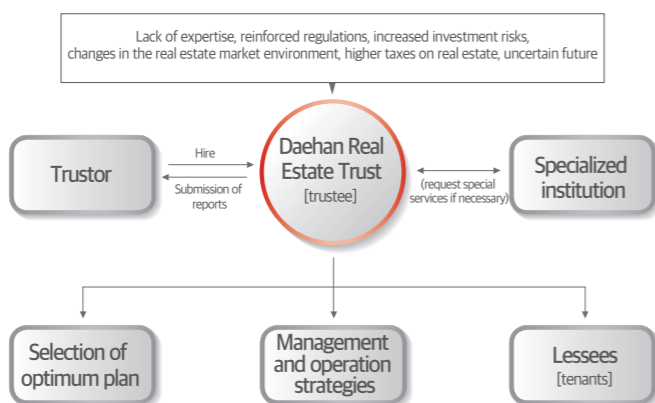 Lack of expertise, reinforced regulations, increased investment risks,
changes in the real estate market environment, higher taxes on real estate, uncertain future
Trustor
Hire
Submission of
reports
Daehan Real
Estate Trust
[trustee]
(request special
services if necessary)
Specialized
institution
Selection of
optimum plan
Management
and operation
strategies
Lessees
[tenants]